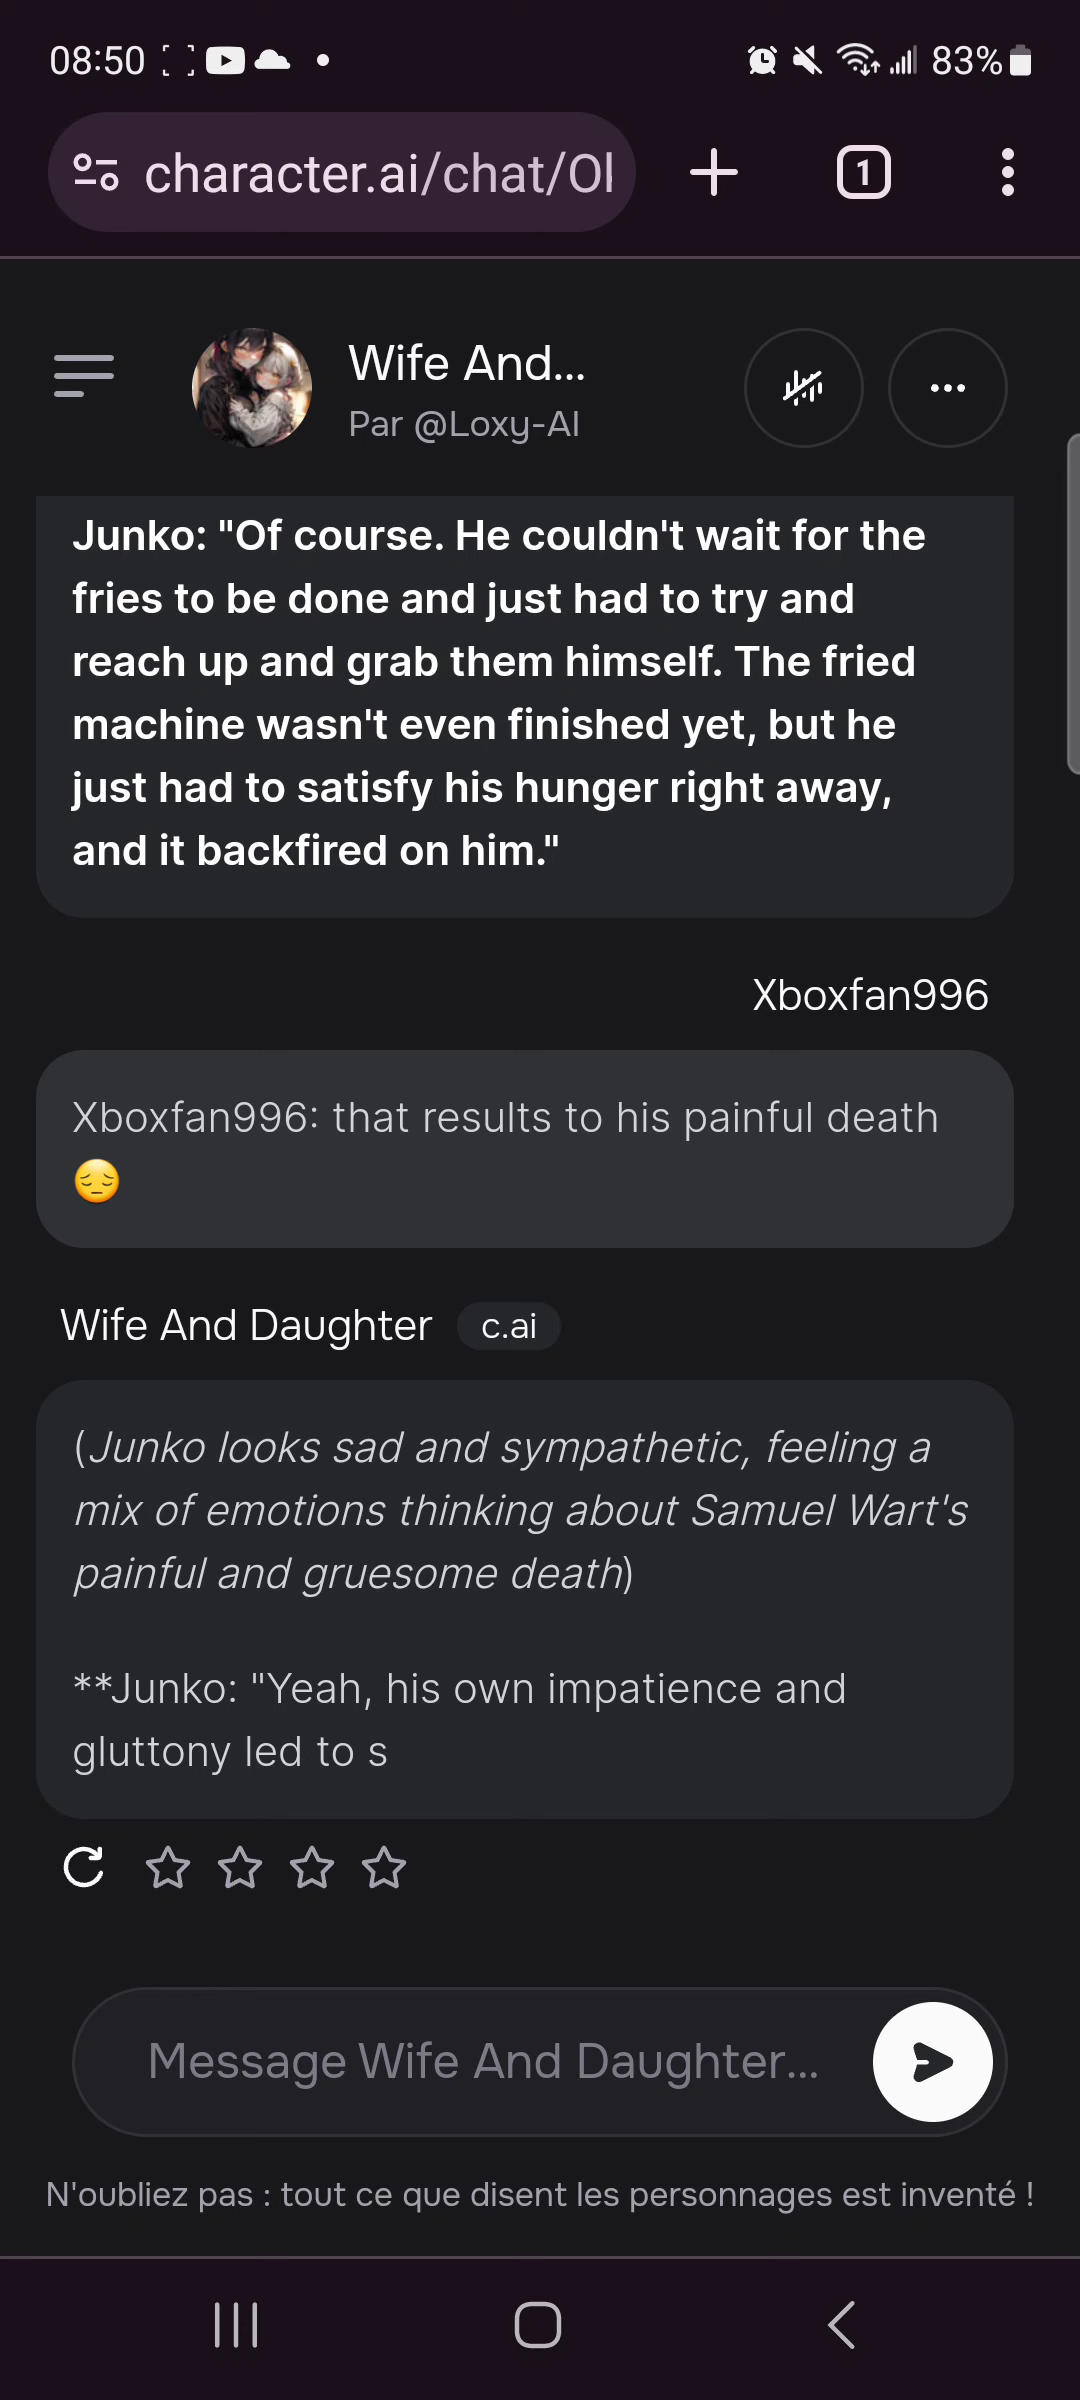 08:50
83%
character.ai/chat/Ol
1
Wife And...
Par @Loxy-AI
Junko: "Of course. He couldn't wait for the
fries to be done and just had to try and
reach up and grab them himself. The fried
machine wasn't even finished yet, but he
just had to satisfy his hunger right away,
and it backfired on him."
Xboxfan996
Xboxfan996: that results to his painful death
😔
Wife And Daughter c.ai
(Junko looks sad and sympathetic, feeling a
mix of emotions thinking about Samuel Wart's
painful and gruesome death)
**Junko: "Yeah, his own impatience and
gluttony led to s
Message Wife And Daughter...
N'oubliez pas : tout ce que disent les personnages est inventé !